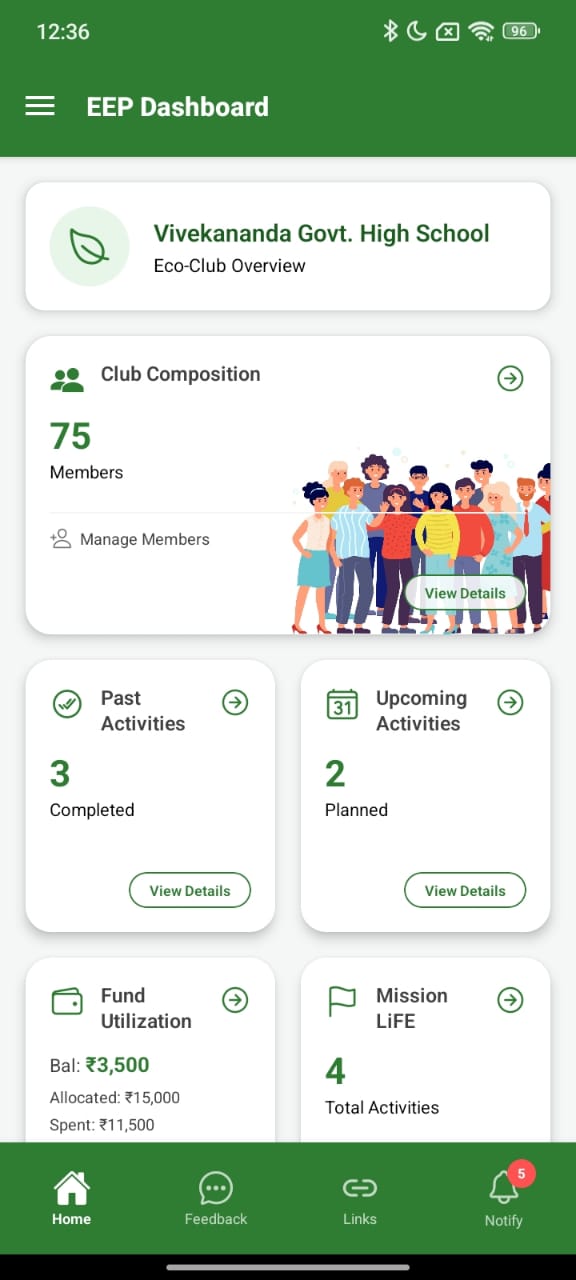 12:36
96
EEP Dashboard
Vivekananda Govt. High School
Eco-Club Overview
Club Composition
75
Members
Manage Members
View Details
Past
Activities
3
Completed
View Details
31
Upcoming
Activities
2
Planned
View Details
Fund
Utilization
Bal: ₹3,500
Allocated: ₹15,000
Spent: ₹11,500
Mission
LiFE
4
Total Activities
Home
Feedback
Links
5
Notify